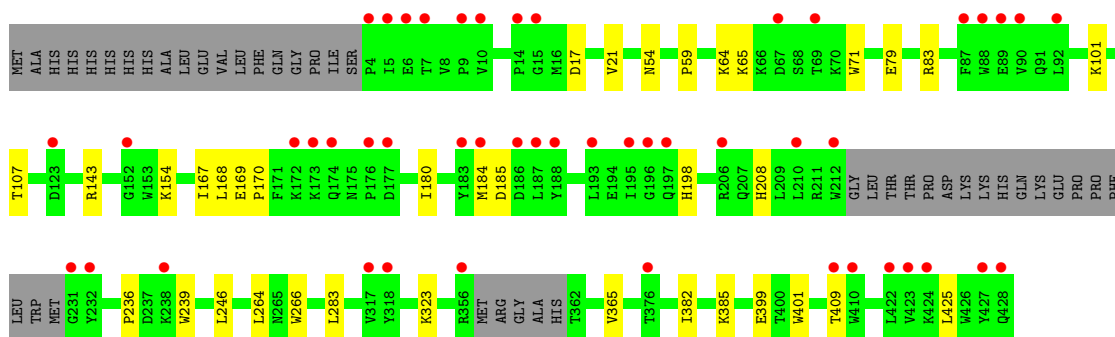 MET ALA HIS HIS HIS HIS HIS HIS ALA LEU GLU VAL LEU PHE GLN GLY PRO ILE SER P4 I5 E6 T7 V8 P9 V10 P14 G15 M16 D17 V21 N54 P59 K64 K65 K66 D67 S68 T69 K70 W71 E79 R83 F87 W88 E89 V90 Q91 L92 K101
T107 D123 R143 G152 W153 K154 I167 L168 E169 P170 F171 K172 K173 Q174 N175 P176 D177 I180 Y183 M184 D185 D186 L187 Y188 L193 E194 I195 G196 Q197 H198 R206 Q207 H208 L209 L210 R211 W212 GLY LEU THR THR PRO ASP LYS LYS HIS GLN LYS GLU PRO PRO PHE
LEU TRP MET G231 Y232 P236 D237 K238 W239 L246 L264 N265 W266 L283 V317 Y318 K323 R356 MET ARG GLY ALA HIS T362 V365 T376 I382 K385 E399 T400 W401 T409 W410 L422 V423 K424 L425 W426 Y427 Q428